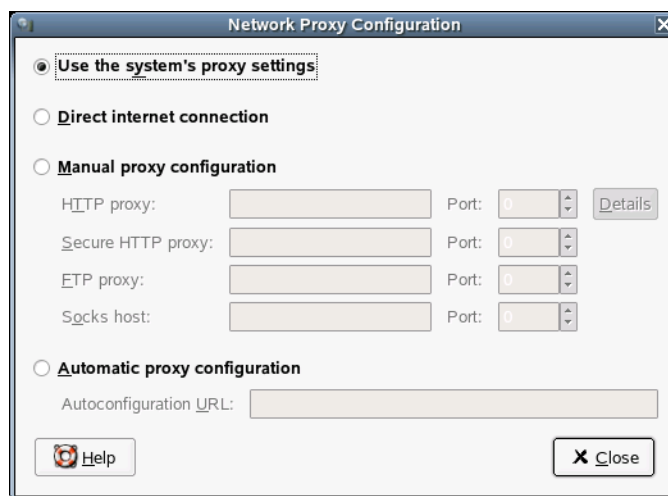 Network Proxy Configuration
Use the system's proxy settings
Direct internet connection
Manual proxy configuration
HTTP proxy: Port: 0 Details
Secure HTTP proxy: Port: 0
FTP proxy: Port: 0
Socks host: Port: 0
Automatic proxy configuration
Autoconfiguration URL:
Help Close